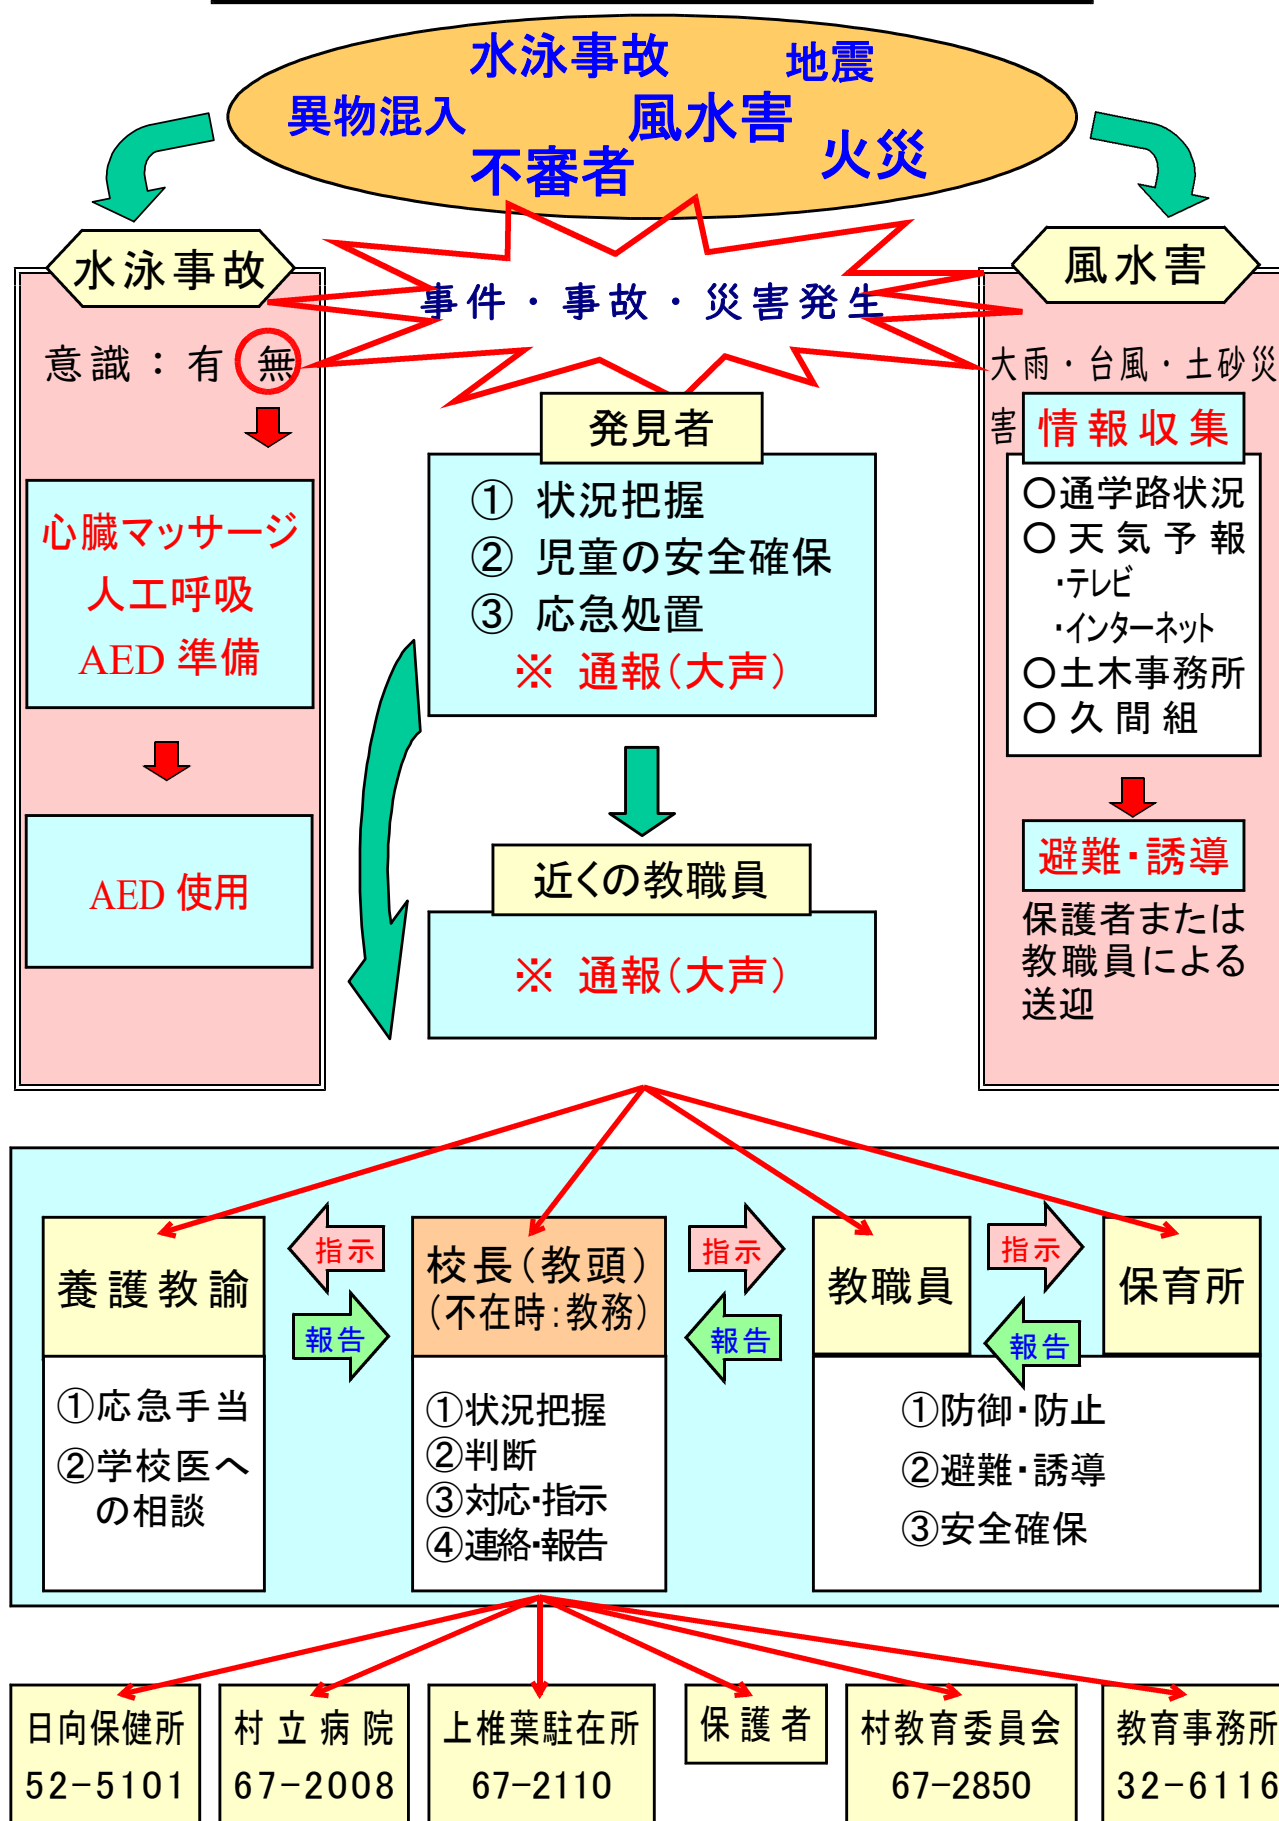 水泳事故 地震
異物混入 風水害
不審者 火災
事件・事故・災害発生
水泳事故
意識：有 無
心臓マッサージ
人工呼吸
AED 準備
AED 使用
発見者
① 状況把握
② 児童の安全確保
③ 応急処置
※ 通報(大声)
近くの教職員
※ 通報(大声)
風水害
大雨・台風・土砂災
害
情報収集
○通学路状況
○天気予報
・テレビ
・インターネット
○土木事務所
○久間組
避難・誘導
保護者または
教職員による
送迎
養護教諭
①応急手当
②学校医へ
の相談
指示
報告
校長(教頭)
(不在時：教務)
①状況把握
②判断
③対応・指示
④連絡・報告
指示
報告
教職員
指示
報告
保育所
①防御・防止
②避難・誘導
③安全確保
日向保健所
52-5101
村立病院
67-2008
上椎葉駐在所
67-2110
保護者
村教育委員会
67-2850
教育事務所
32-6116